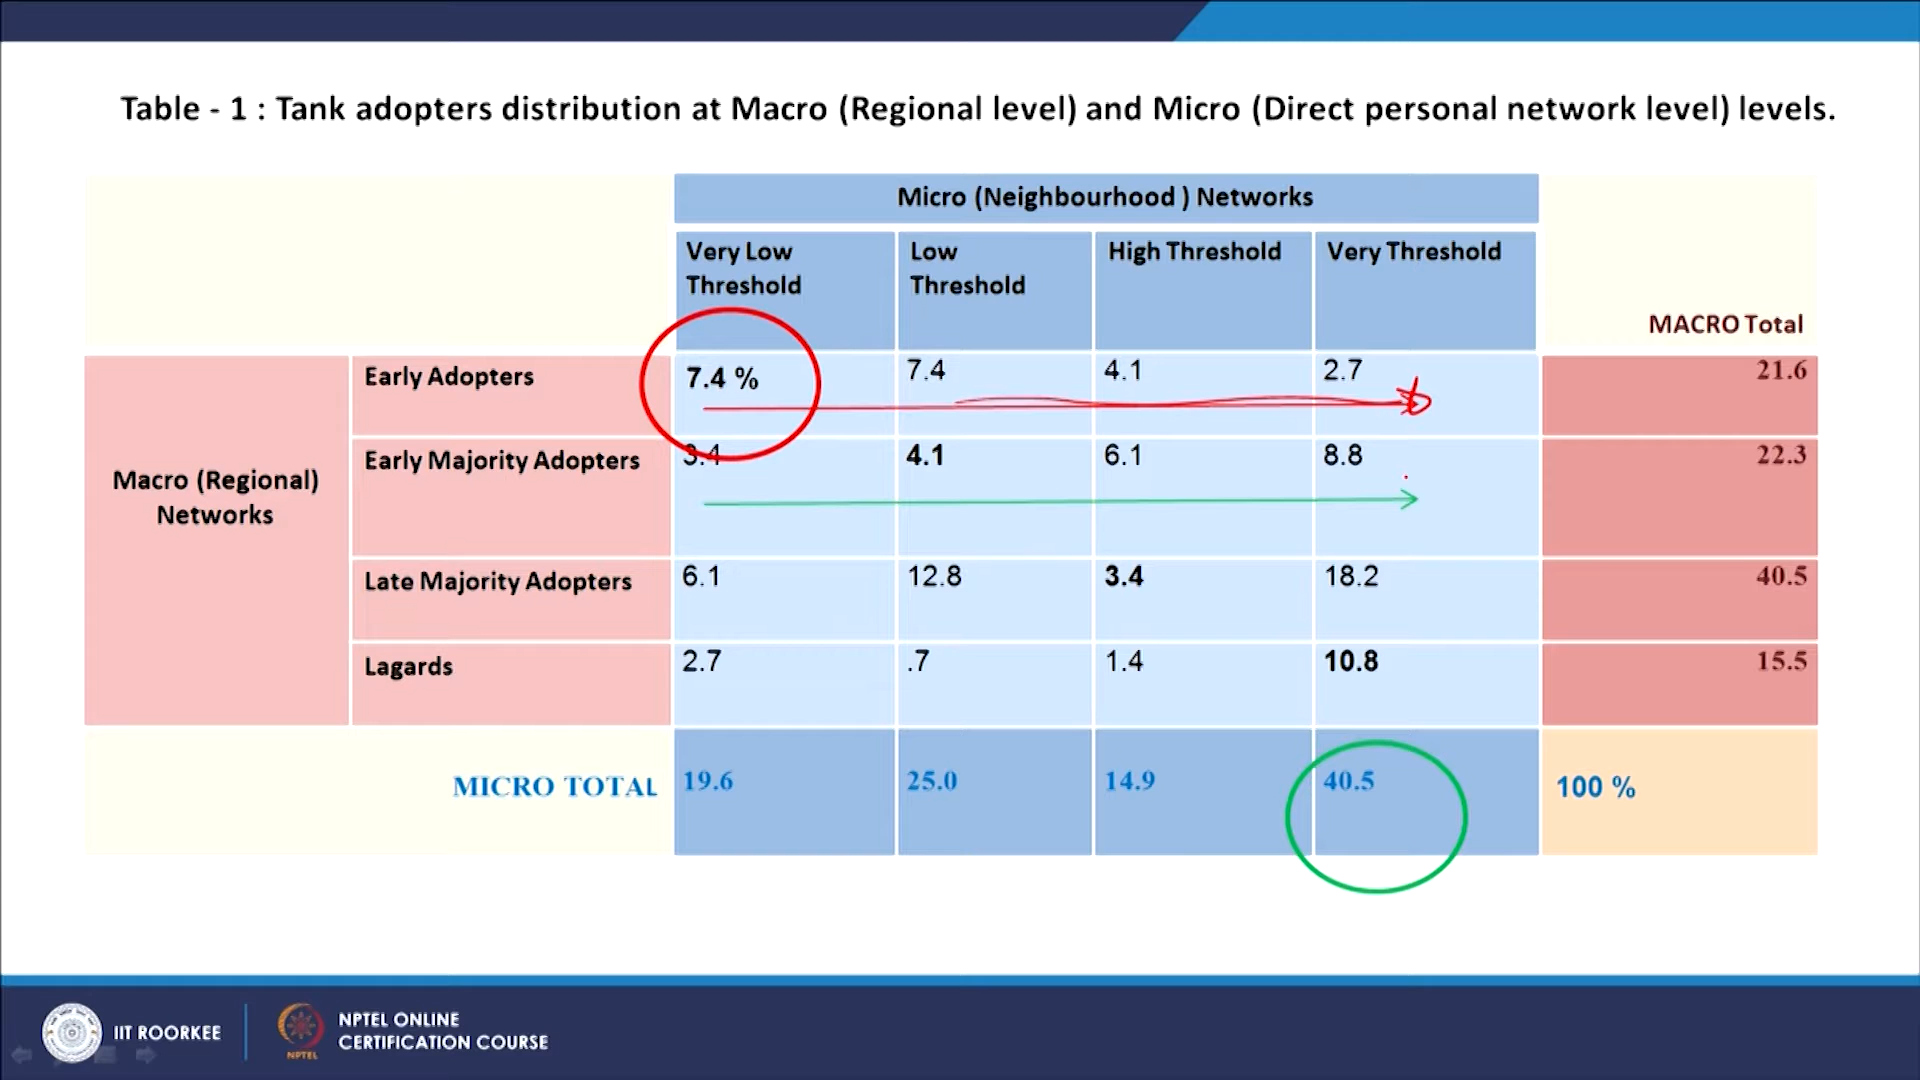 Table - 1 : Tank adopters distribution at Macro (Regional level) and Micro (Direct personal network level) levels.
Micro (Neighbourhood ) Networks
Very Low Threshold
Low Threshold
High Threshold
Very Threshold
MACRO Total
Macro (Regional) Networks
Early Adopters
7.4 %
7.4
4.1
2.7
21.6
Early Majority Adopters
3.4
4.1
6.1
8.8
22.3
Late Majority Adopters
6.1
12.8
3.4
18.2
40.5
Lagards
2.7
.7
1.4
10.8
15.5
MICRO TOTAL
19.6
25.0
14.9
40.5
100 %
IIT ROORKEE
NPTEL
NPTEL ONLINE
CERTIFICATION COURSE